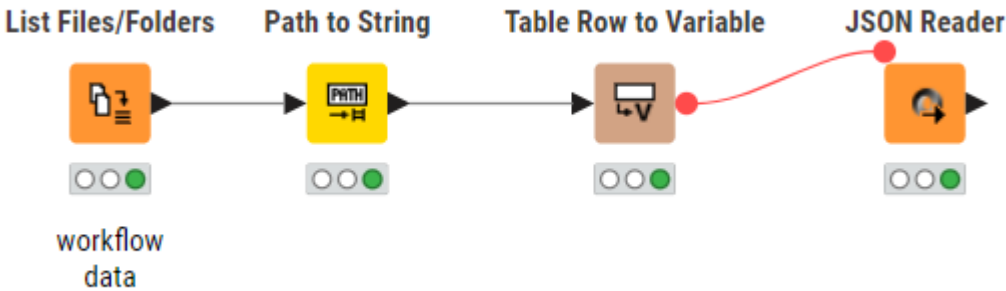 List Files/Folders
Path to String
Table Row to Variable
JSON Reader
PATH
V
workflow
data